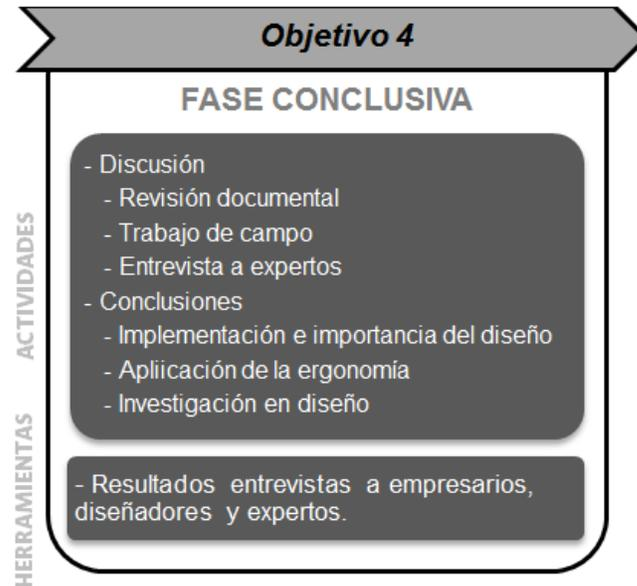 Objetivo 4
FASE CONCLUSIVA
ACTIVIDADES
- Discusión
- Revisión documental
- Trabajo de campo
- Entrevista a expertos
- Conclusiones
- Implementación e importancia del diseño
- Apliicación de la ergonomía
- Investigación en diseño
HERRAMIENTAS
- Resultados entrevistas a empresarios,
diseñadores y expertos.